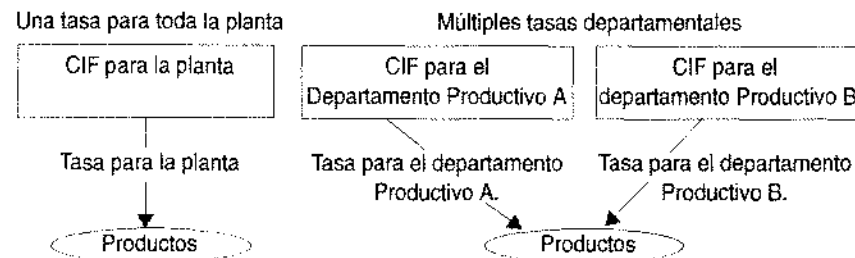 Una tasa para toda la planta
CIF para la planta
Tasa para la planta
Productos
Múltiples tasas departamentales
CIF para el
Departamento Productivo A
CIF para el
departamento Productivo B
Tasa para el departamento
Productivo A.
Tasa para el departamento
Productivo B.
Productos